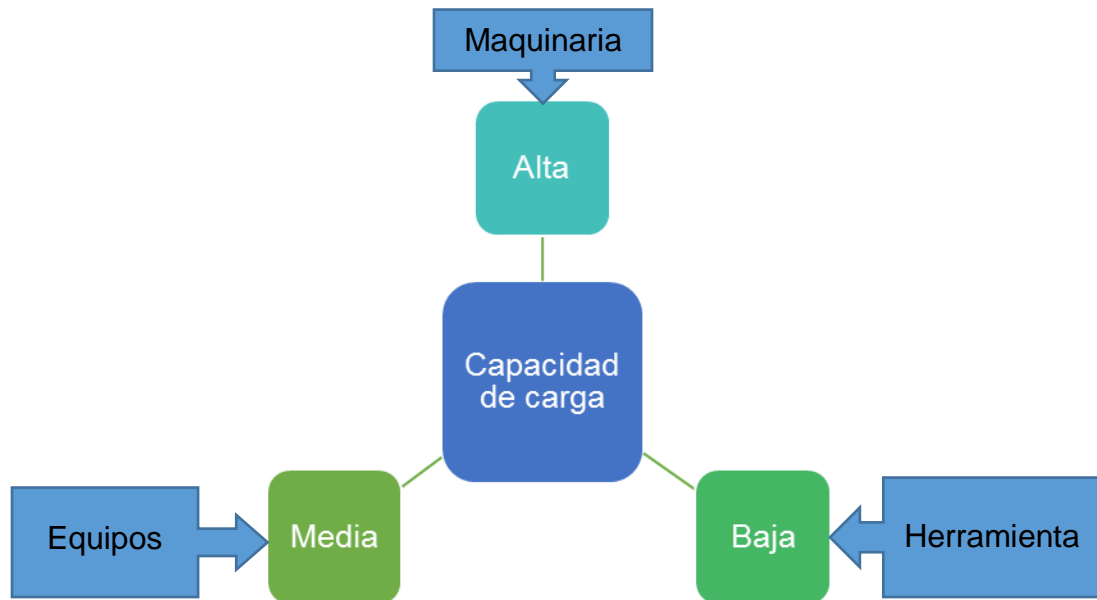 Maquinaria
Alta
Capacidad
de carga
Equipos
Media
Baja
Herramienta